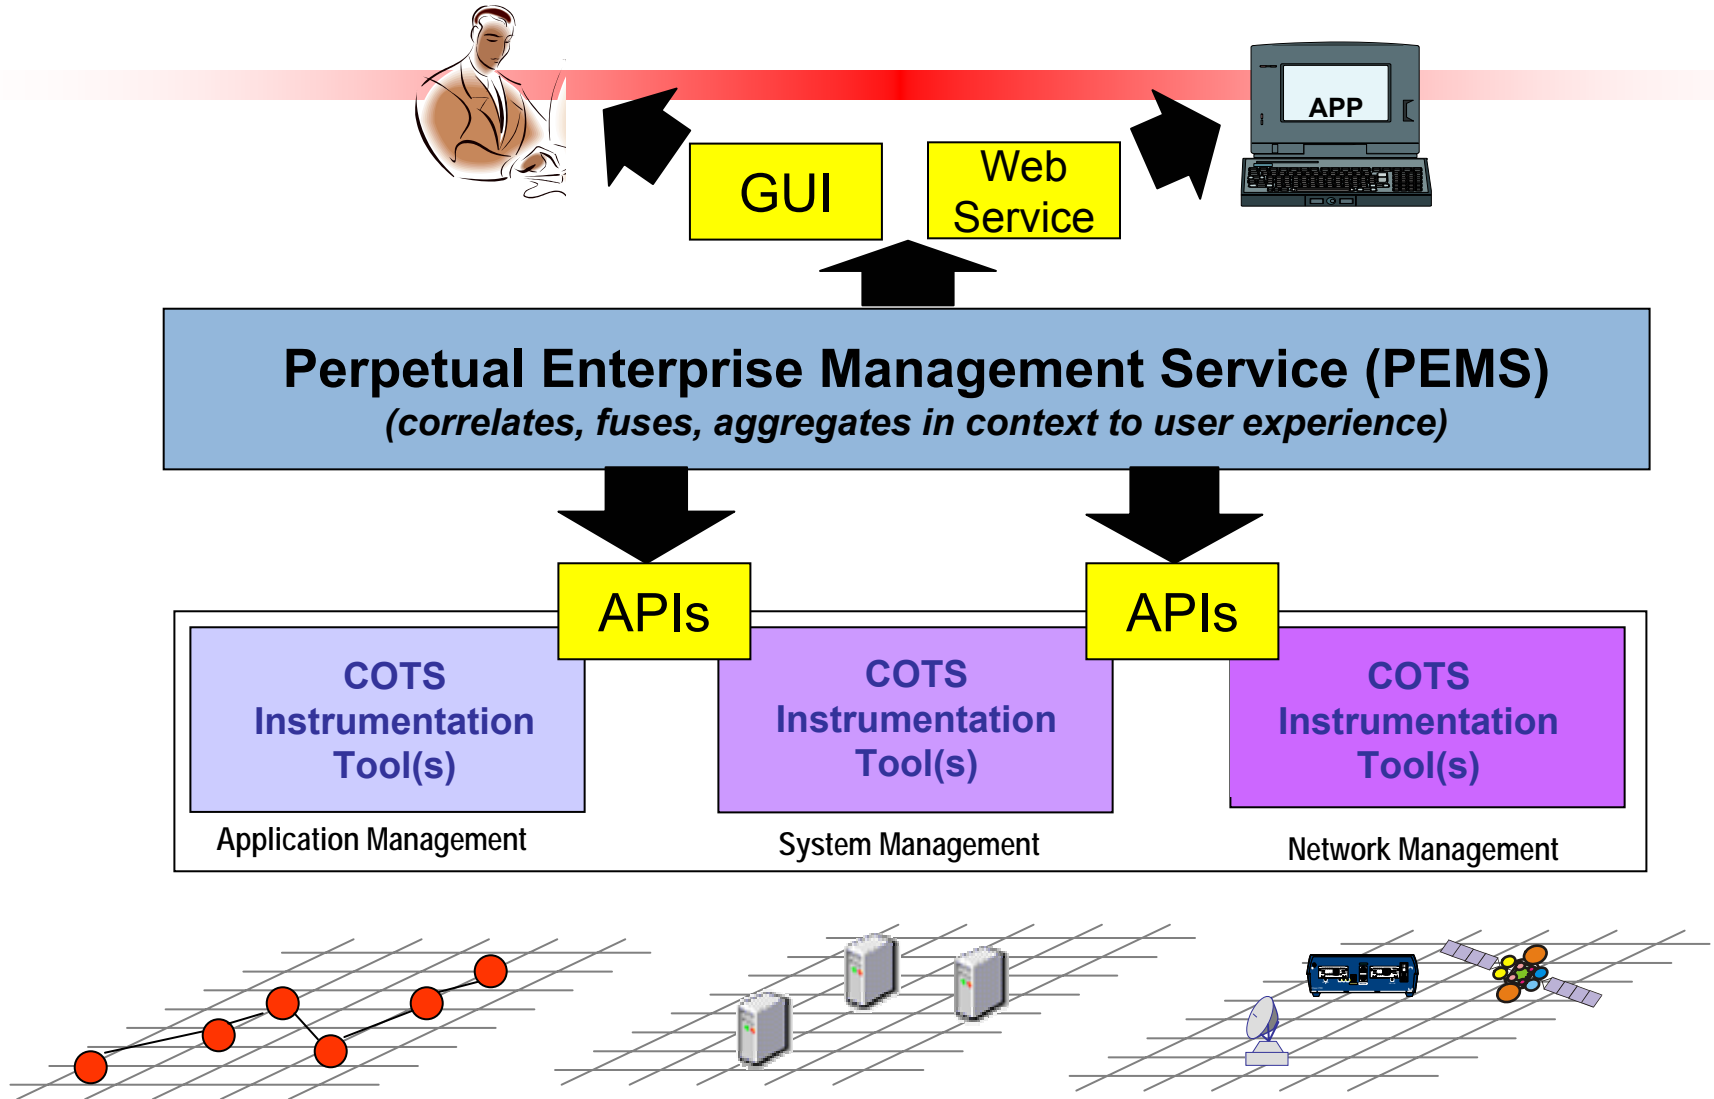 APP
GUI
Web
Service
Perpetual Enterprise Management Service (PEMS)
(correlates, fuses, aggregates in context to user experience)
APIs
APIs
COTS
Instrumentation
Tool(s)
COTS
Instrumentation
Tool(s)
COTS
Instrumentation
Tool(s)
Application Management
System Management
Network Management